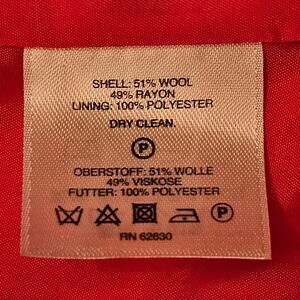 SHELL: 51% WOOL
49% RAYON
LINING: 100% POLYESTER
DRY CLEAN.
P
OBERSTOFF: 51% WOLLE
49% VISKOSE
FUTTER: 100% POLYESTER
P
RN 62630